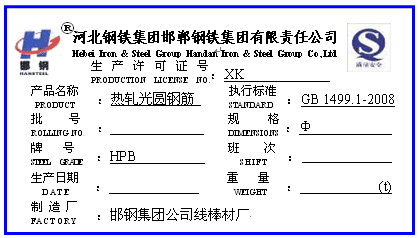 河北钢铁集团邯郸钢铁集团有限责任公司
Hebei Iron & Steel Group Handan Iron & Steel Group Co.,Ltd
邯钢
HANSTEEL
质量安全
生产许可证号
PRODUCTION LICENSE NO.: XK
产品名称 : 热轧光圆钢筋 执行标准 : GB 1499.1-2008
PRODUCT STANDARD
批号 : 规格 : Φ
ROLLING NO. DIMENSIONS
牌号 : HPB 班次 :
STEEL GRADE SHIFT
生产日期 : 重量 : (t)
DATE WEIGHT
制造厂 : 邯钢集团公司线棒材厂
FACTORY